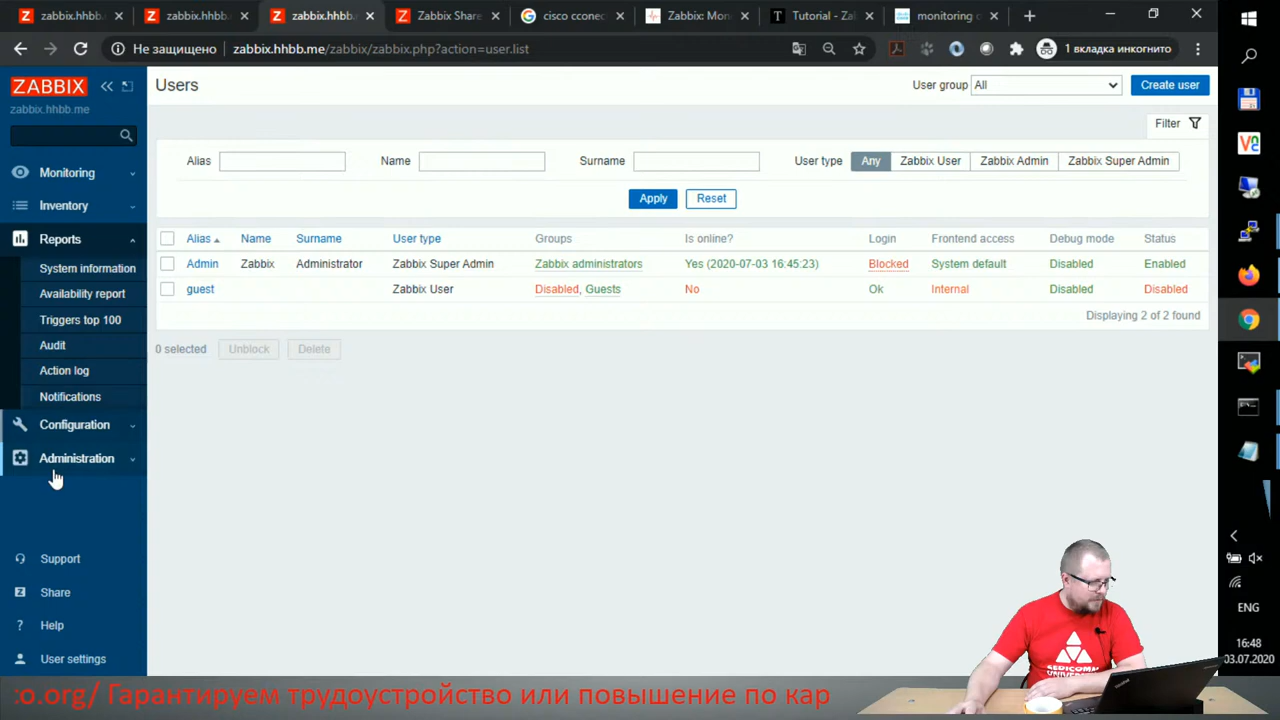 zabbix.hhbb.
zabbix.hhbb.
zabbix.hhbb.
Zabbix Share
cisco cconec
Zabbix: Mon
Tutorial - Za
monitoring c
Не защищено
zabbix.hhbb.me/zabbix/zabbix.php?action=user.list
1 вкладка инкогнито
ZABBIX
zabbix.hhbb.me
Monitoring
Inventory
Reports
System information
Availability report
Triggers top 100
Audit
Action log
Notifications
Configuration
Administration
Support
Share
Help
User settings
Users
User group All Create user
Filter
Alias Name Surname User type Any Zabbix User Zabbix Admin Zabbix Super Admin
Apply Reset
Alias Name Surname User type Groups Is online? Login Frontend access Debug mode Status
Admin Zabbix Administrator Zabbix Super Admin Zabbix administrators Yes (2020-07-03 16:45:23) Blocked System default Disabled Enabled
guest Zabbix User Disabled, Guests No Ok Internal Disabled Disabled
Displaying 2 of 2 found
0 selected Unblock Delete
ENG
16:48
03.07.2020
UNIVERSITY
:o.org/ Гарантируем трудоустройство или повышение по кар